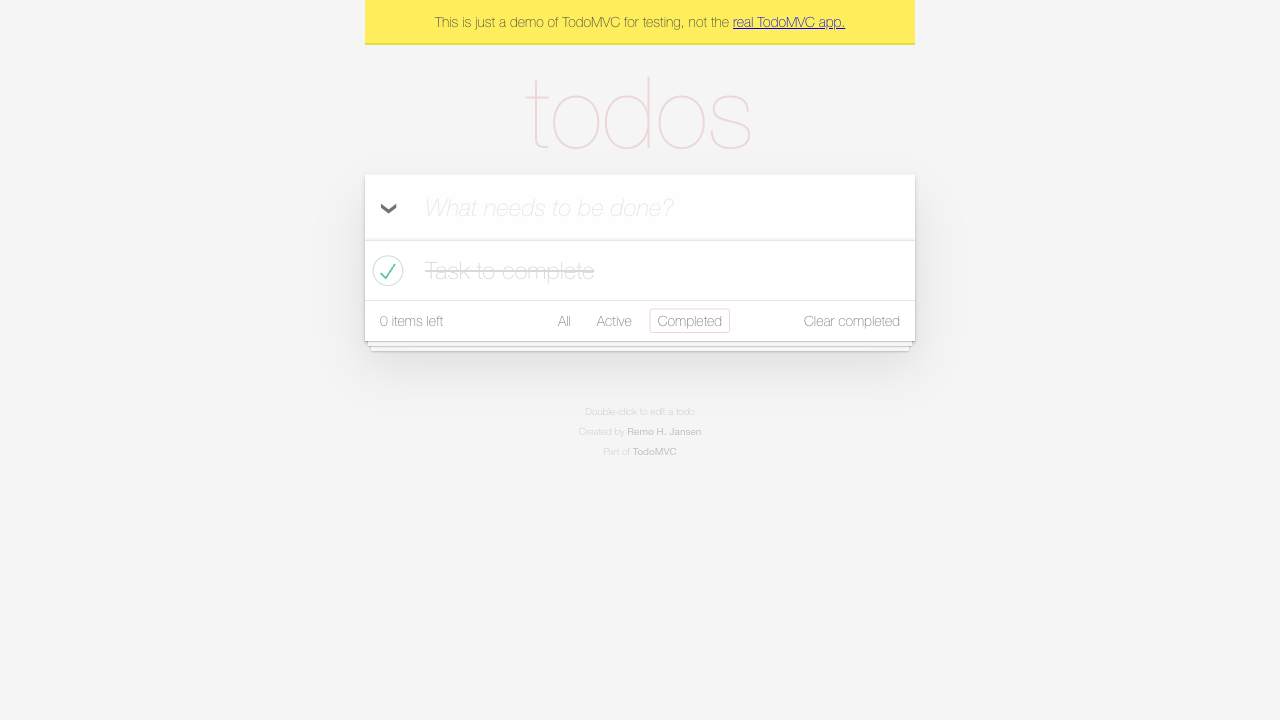 This is just a demo of TodoMVC for testing, not the real TodoMVC app.
todos
What needs to be done?
Task to complete
0 items left All Active Completed Clear completed
Double-click to edit a todo
Created by Remo H. Jansen
Part of TodoMVC